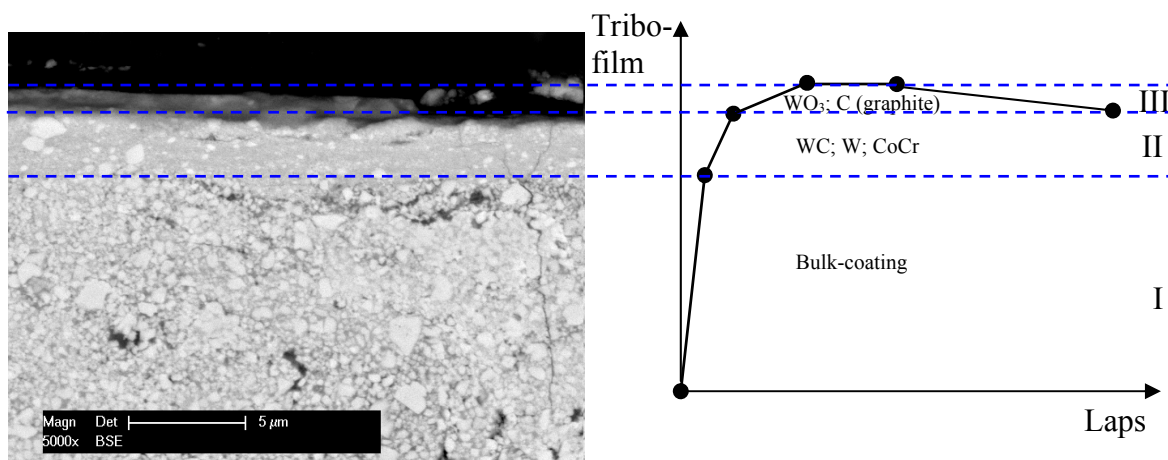 Magn Det 5 µm
5000x BSE
Tribo-
film
WO₃; C (graphite)
III
WC; W; CoCr
II
Bulk-coating
I
Laps